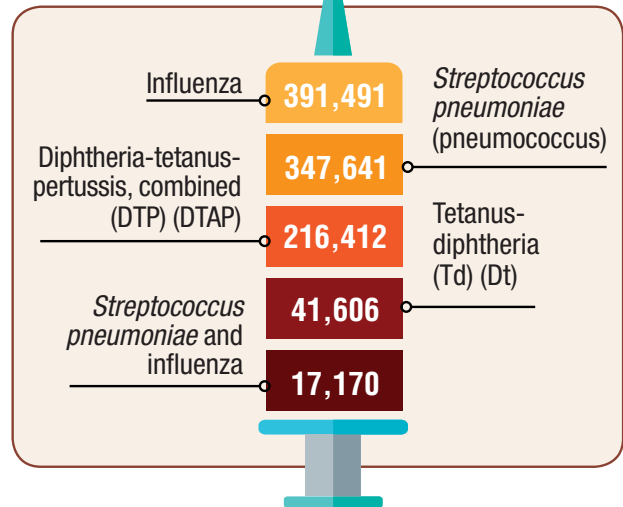 Influenza
391,491
Streptococcus
pneumoniae
(pneumococcus)
347,641
Diphtheria-tetanus-
pertussis, combined
(DTP) (DTAP)
216,412
Tetanus-
diphtheria
(Td) (Dt)
41,606
Streptococcus
pneumoniae and
influenza
17,170